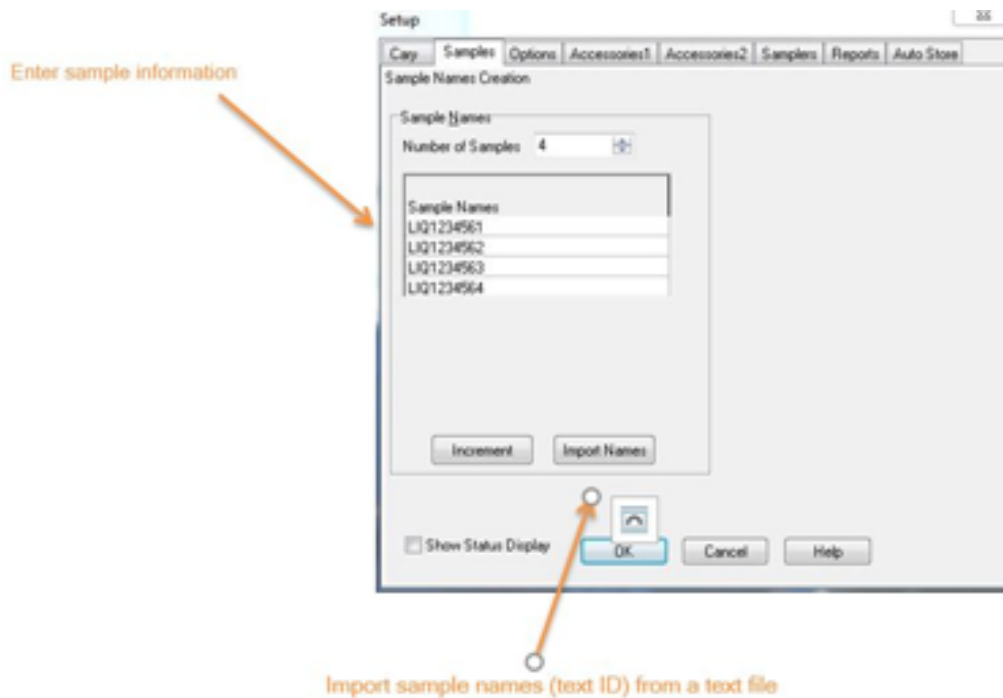 Setup
Cary Samples Options Accessories1 Accessories2 Samplers Reports Auto Store
Enter sample information
Sample Names Creation
Sample Names
Number of Samples 4
Sample Names
LIQ1234561
LIQ1234562
LIQ1234563
LIQ1234564
Increment Import Names
Show Status Display OK Cancel Help
Import sample names (text ID) from a text file